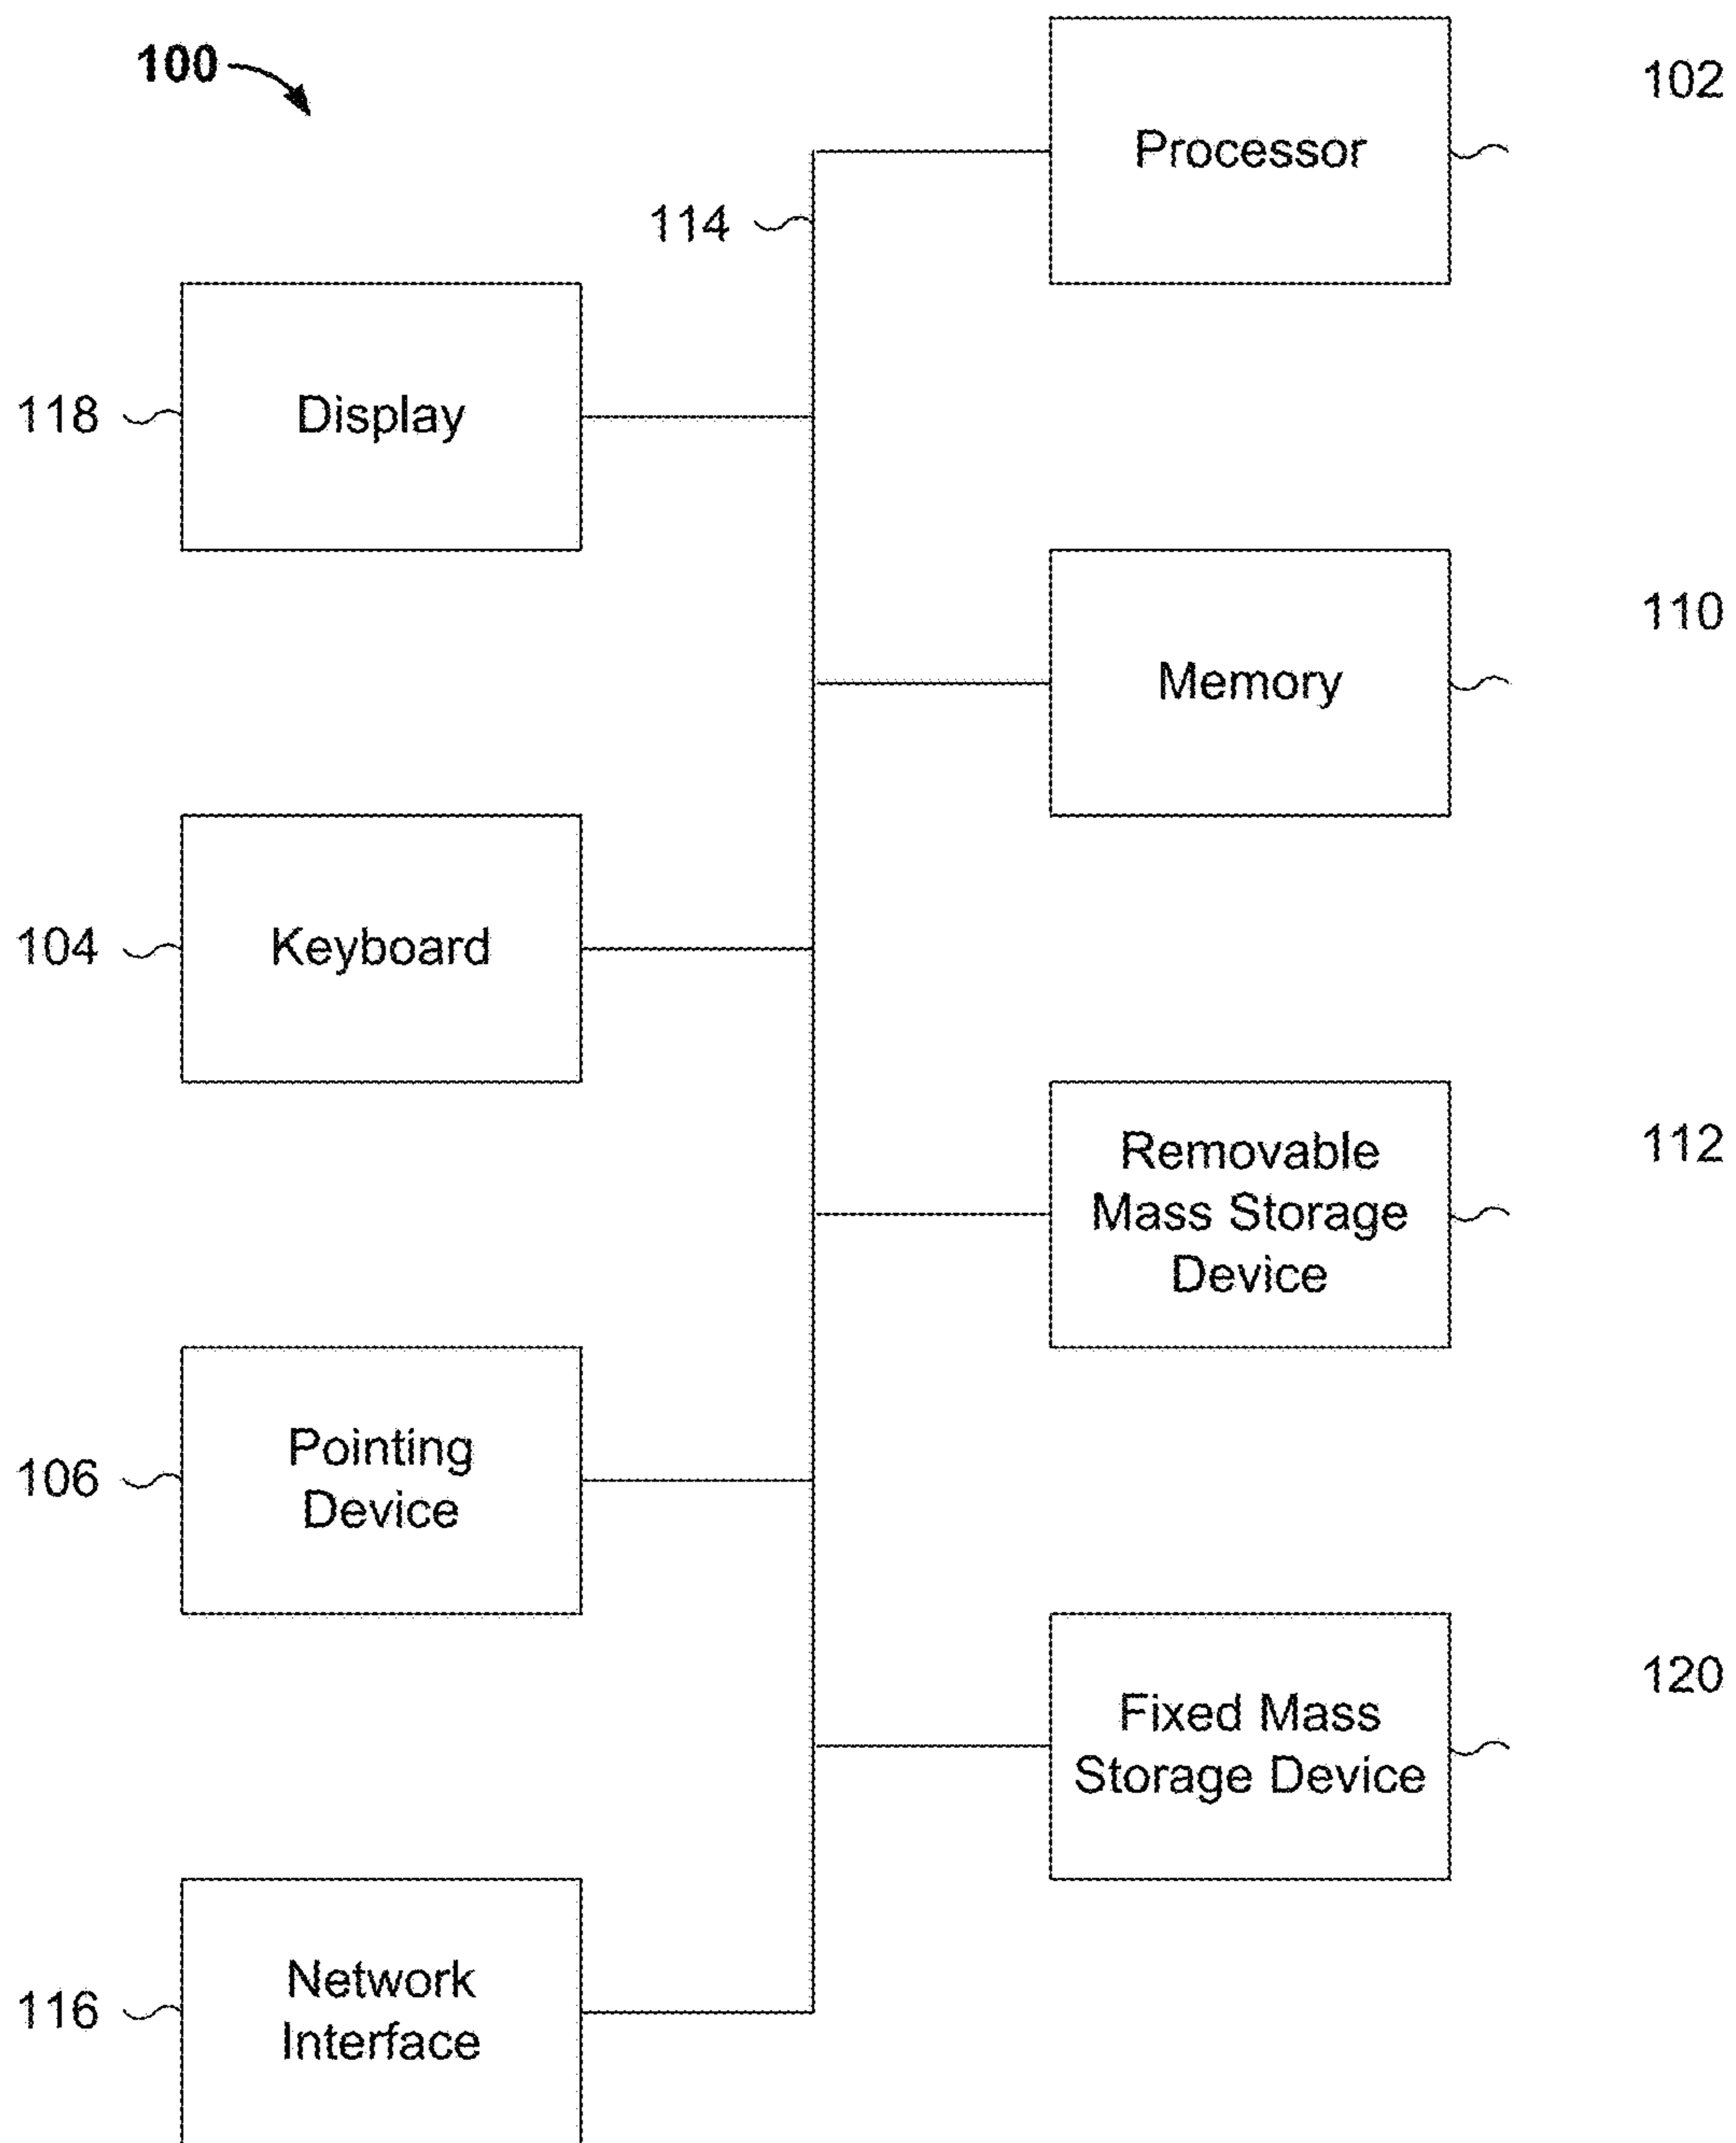 100
102
Processor
114
118
Display
110
Memory
104
Keyboard
112
Removable
Mass Storage
Device
106
Pointing
Device
120
Fixed Mass
Storage Device
116
Network
Interface